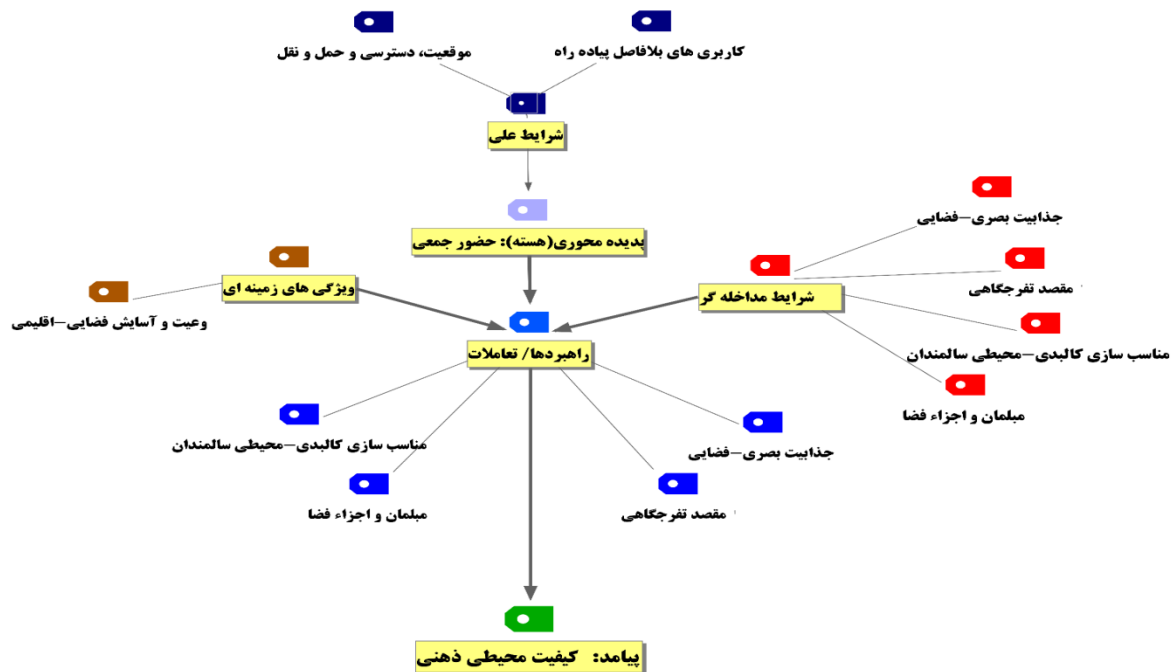 کاربری های بلافاصل پیاده راه
موقعیت، دسترسی و حمل و نقل
شرایط علی
جذابیت بصری–فضایی
پدیده محوری(هسته): حضور جمعی
مقصد تفرجگاهی
ویژگی های زمینه ای
شرایط مداخله گر
وعیت و آسایش فضایی–اقلیمی
راهبردها/ تعاملات
مناسب سازی کالبدی–محیطی سالمندان
مبلمان و اجزاء فضا
مناسب سازی کالبدی–محیطی سالمندان
جذابیت بصری–فضایی
مبلمان و اجزاء فضا
مقصد تفرجگاهی
پیامد: کیفیت محیطی ذهنی